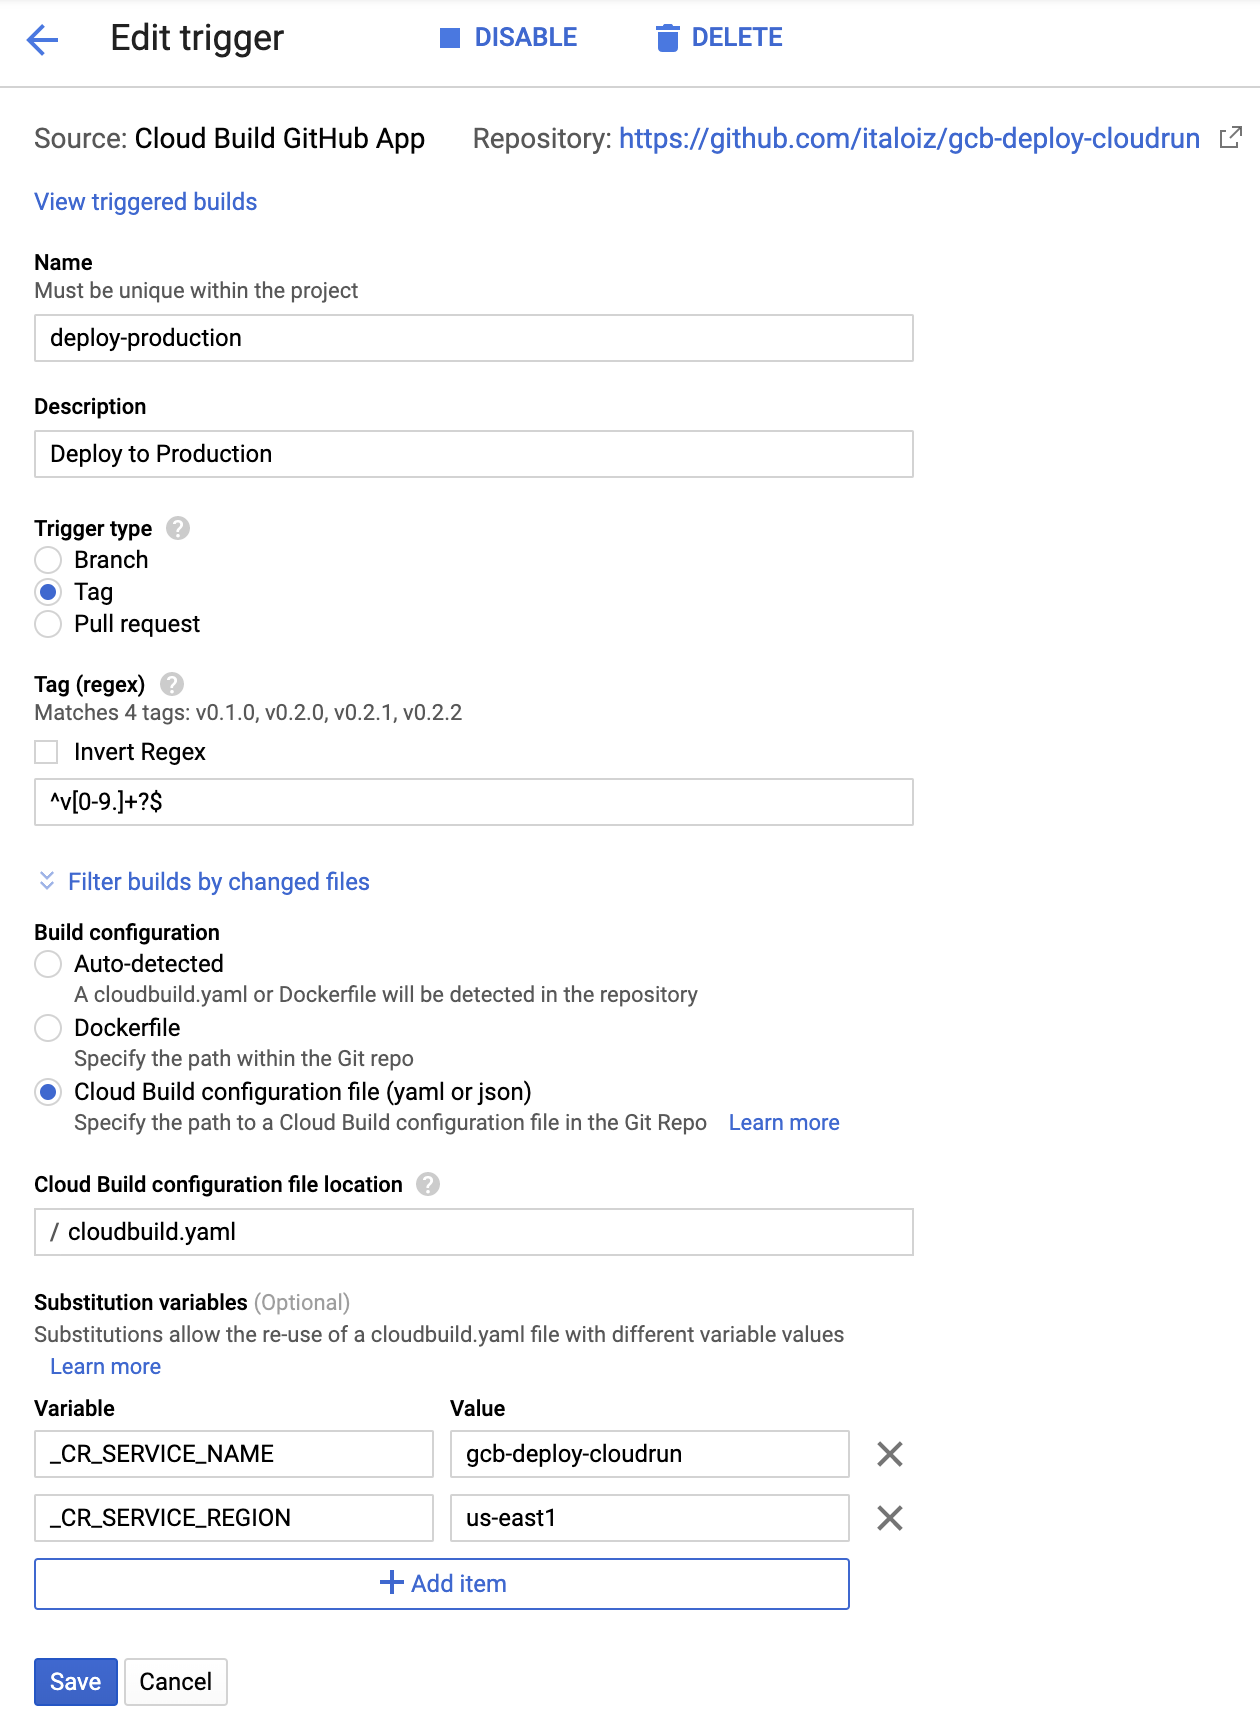 Edit trigger DISABLE DELETE
Source: Cloud Build GitHub App Repository: https://github.com/italoiz/gcb-deploy-cloudrun
View triggered builds
Name
Must be unique within the project
deploy-production
Description
Deploy to Production
Trigger type ?
Branch
Tag
Pull request
Tag (regex) ?
Matches 4 tags: v0.1.0, v0.2.0, v0.2.1, v0.2.2
Invert Regex
^v[0-9.]+?$
Filter builds by changed files
Build configuration
Auto-detected
A cloudbuild.yaml or Dockerfile will be detected in the repository
Dockerfile
Specify the path within the Git repo
Cloud Build configuration file (yaml or json)
Specify the path to a Cloud Build configuration file in the Git Repo Learn more
Cloud Build configuration file location ?
/ cloudbuild.yaml
Substitution variables (Optional)
Substitutions allow the re-use of a cloudbuild.yaml file with different variable values
Learn more
Variable Value
_CR_SERVICE_NAME gcb-deploy-cloudrun
_CR_SERVICE_REGION us-east1
+ Add item
Save Cancel